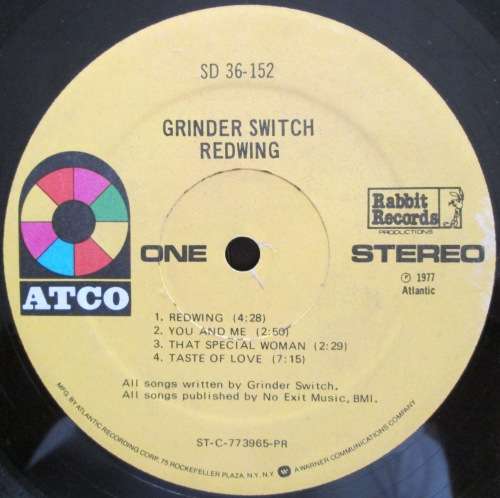 SD 36-152
GRINDER SWITCH
REDWING
ATCO
ONE
Rabbit
Records
PRODUCTIONS
STEREO
℗ 1977
Atlantic
1. REDWING (4:28)
2. YOU AND ME (2:50)
3. THAT SPECIAL WOMAN (2:29)
4. TASTE OF LOVE (7:15)
All songs written by Grinder Switch.
All songs published by No Exit Music, BMI.
ST-C-773965-PR
MFG. BY ATLANTIC RECORDING CORP., 75 ROCKEFELLER PLAZA, N.Y. N.Y. A WARNER COMMUNICATIONS COMPANY